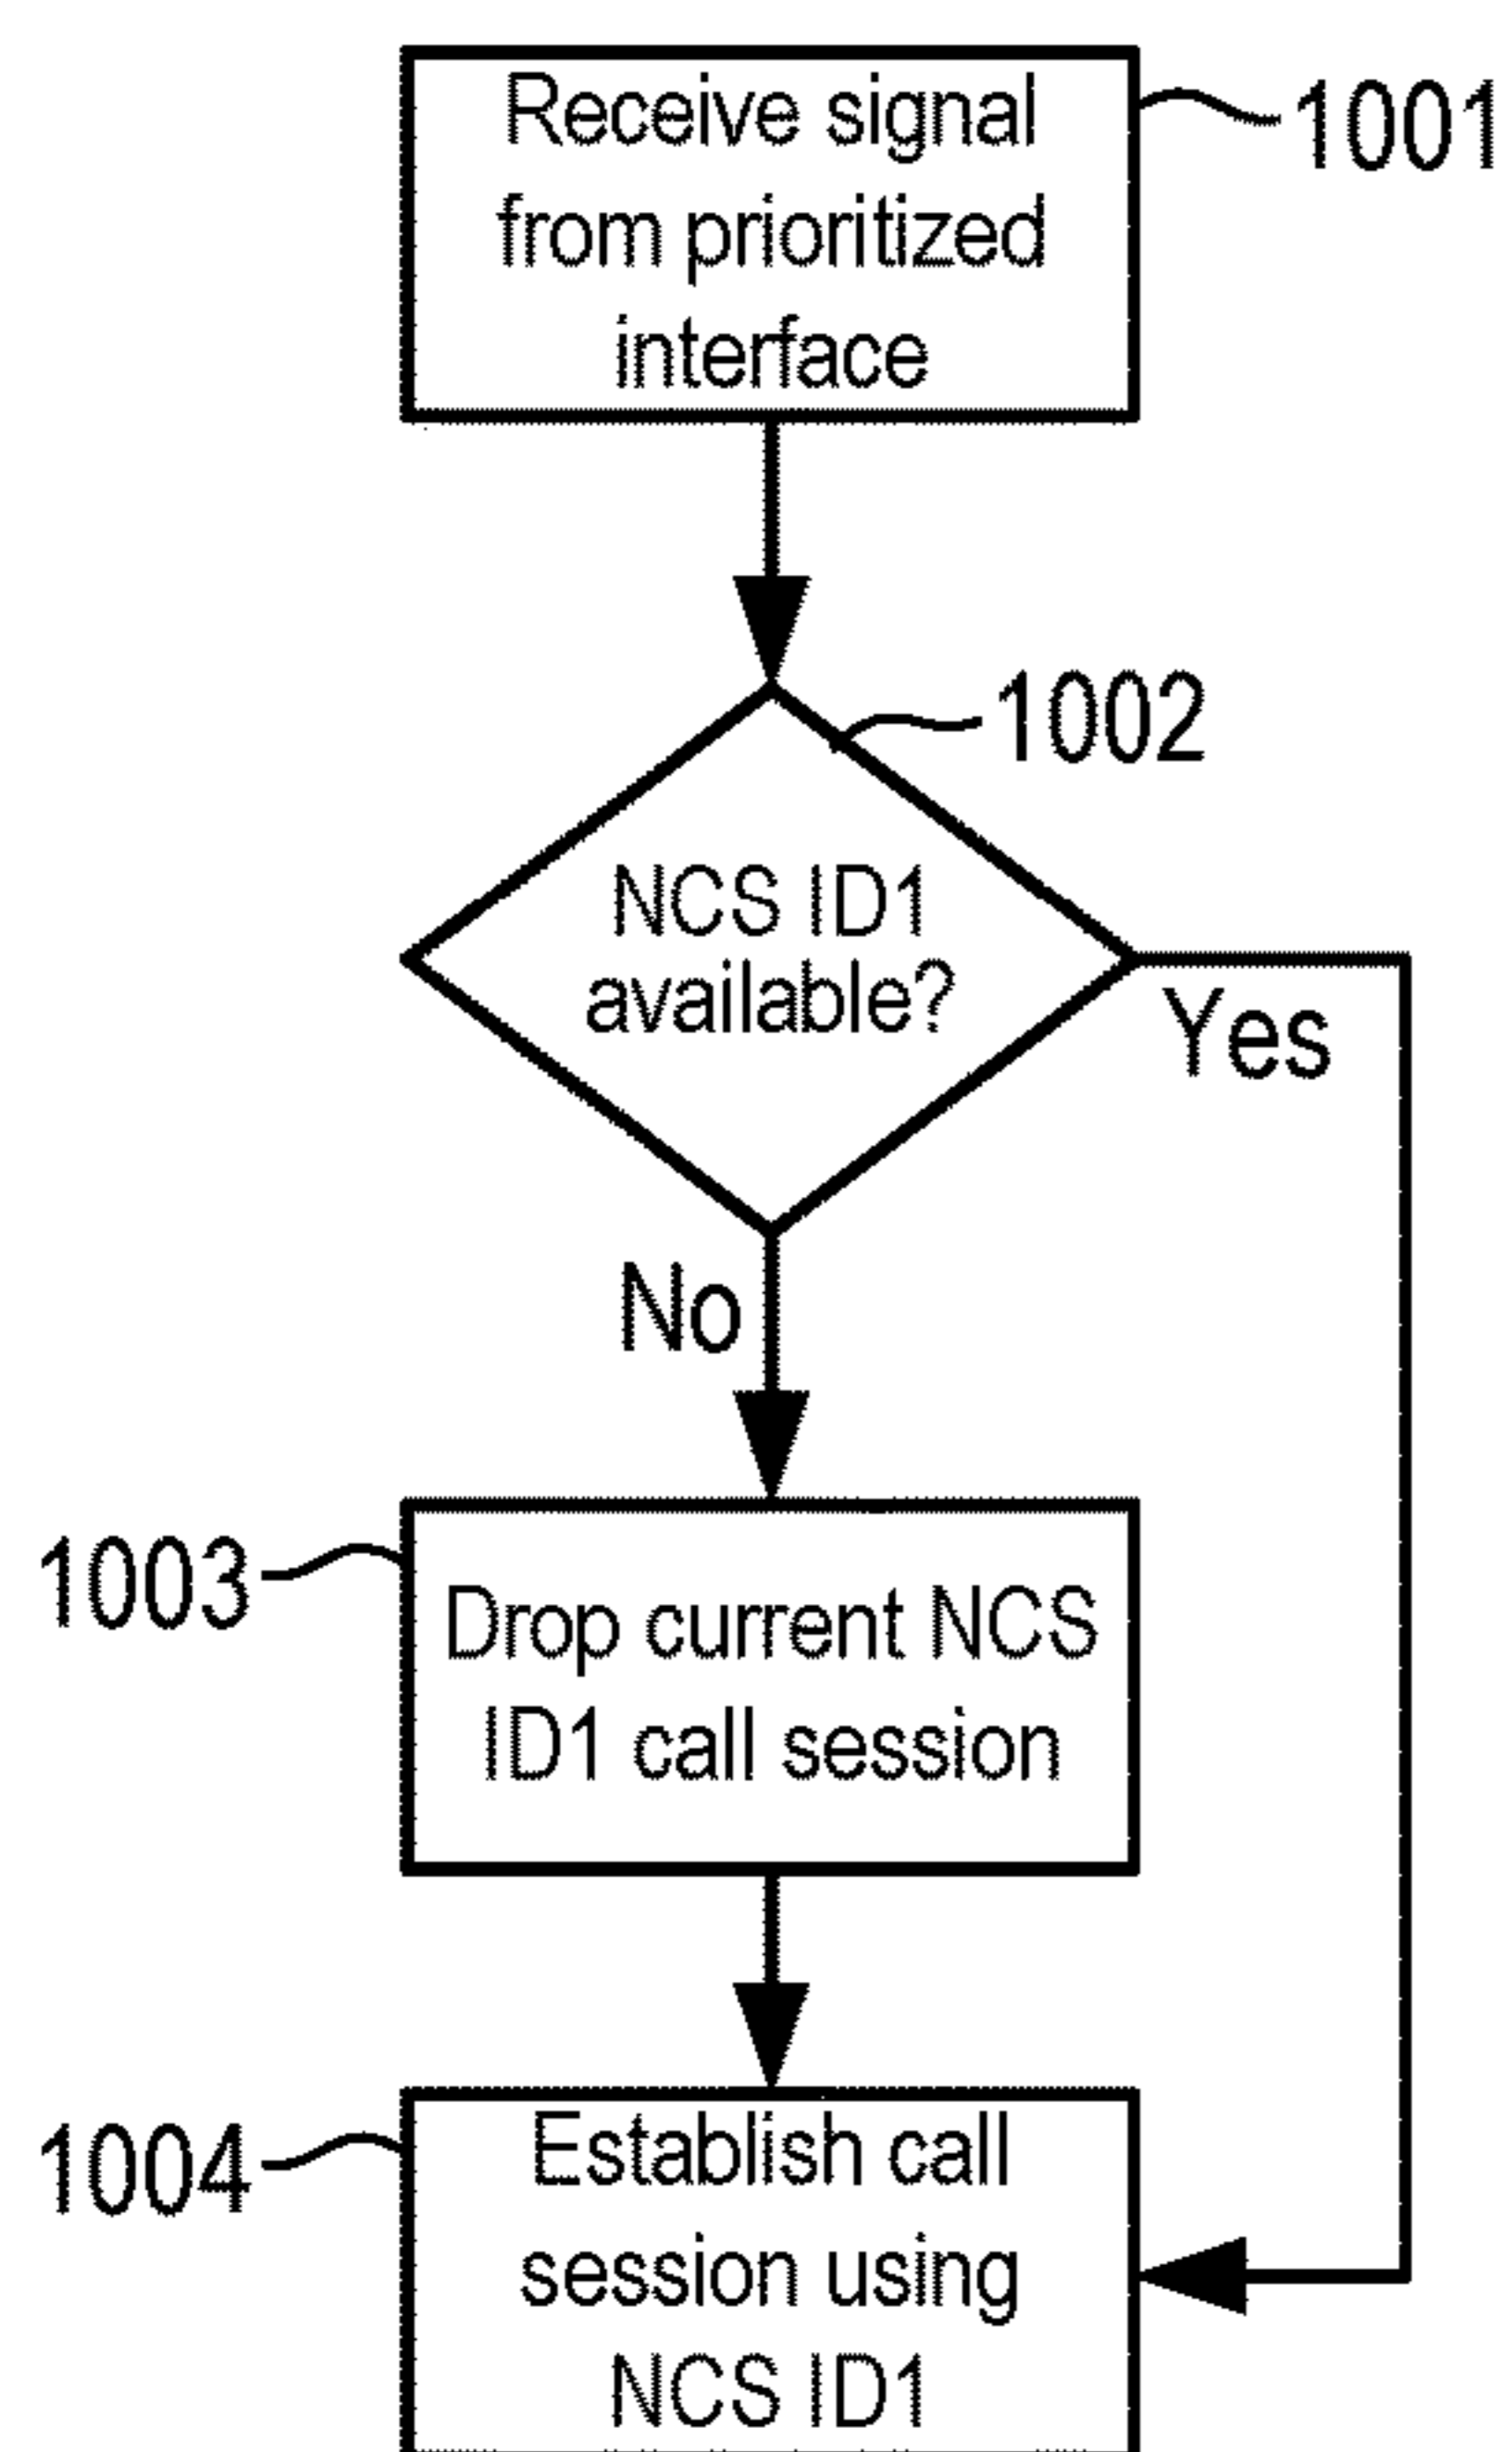 Receive signal
from prioritized
interface
1001
1002
NCS ID1
available?
Yes
No
1003
Drop current NCS
ID1 call session
1004
Establish call
session using
NCS ID1